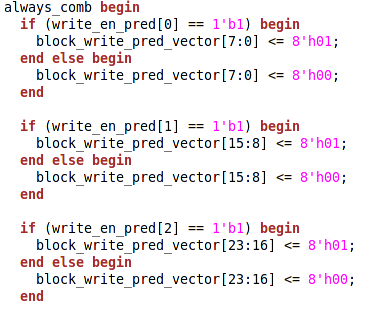 always_comb begin
  if (write_en_pred[0] == 1'b1) begin
    block_write_pred_vector[7:0] <= 8'h01;
  end else begin
    block_write_pred_vector[7:0] <= 8'h00;
  end

  if (write_en_pred[1] == 1'b1) begin
    block_write_pred_vector[15:8] <= 8'h01;
  end else begin
    block_write_pred_vector[15:8] <= 8'h00;
  end

  if (write_en_pred[2] == 1'b1) begin
    block_write_pred_vector[23:16] <= 8'h01;
  end else begin
    block_write_pred_vector[23:16] <= 8'h00;
  end